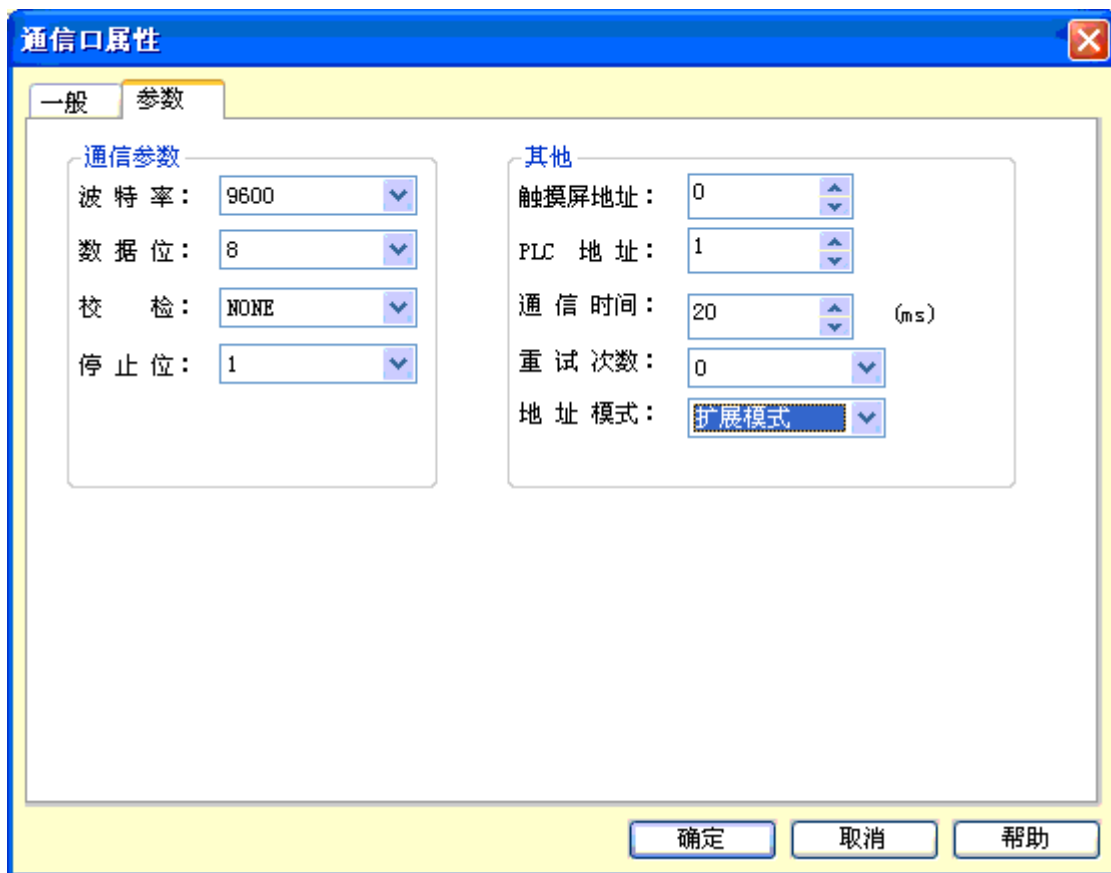 通信口属性
一般
参数
通信参数
波 特 率： 9600
数 据 位： 8
校 检： NONE
停 止 位： 1
其他
触摸屏地址： 0
PLC 地 址： 1
通 信 时间： 20 (ms)
重 试 次数： 0
地 址 模式： 扩展模式
确定
取消
帮助